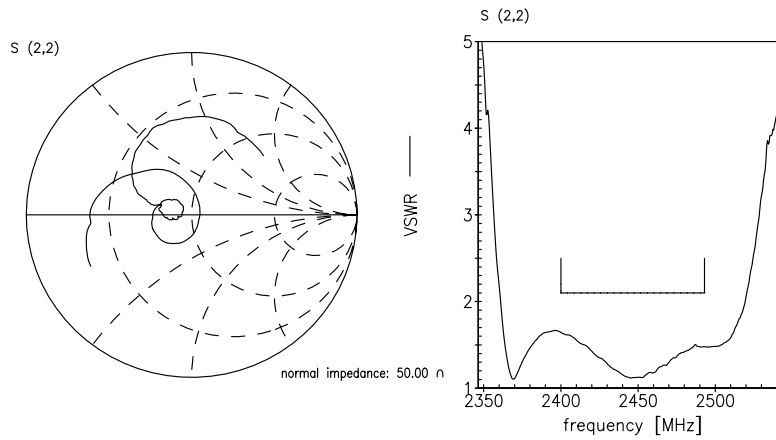 S (2,2)
normal impedance: 50.00 ∩
S (2,2)
VSWR
5
4
3
2
1
2350 2400 2450 2500
frequency [MHz]